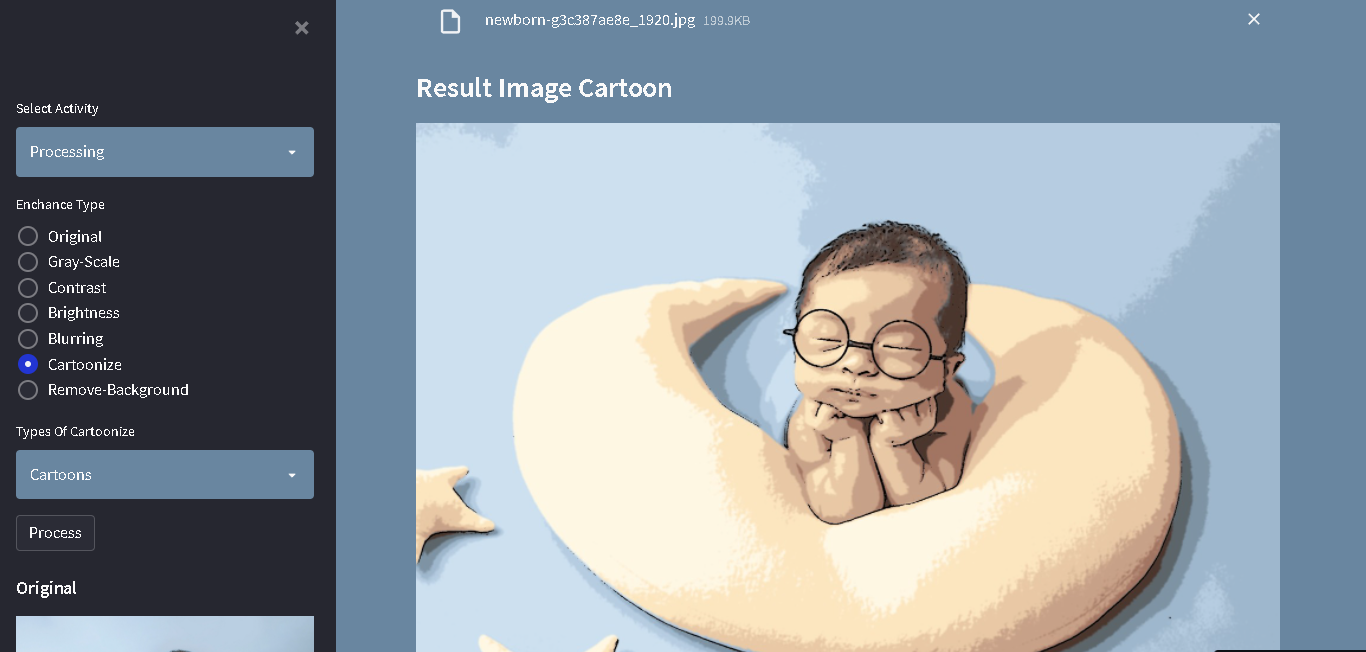 Select Activity
Processing
Enchance Type
Original
Gray-Scale
Contrast
Brightness
Blurring
Cartoonize
Remove-Background
Types Of Cartoonize
Cartoons
Process
Original
newborn-g3c387ae8e_1920.jpg 199.9KB
Result Image Cartoon